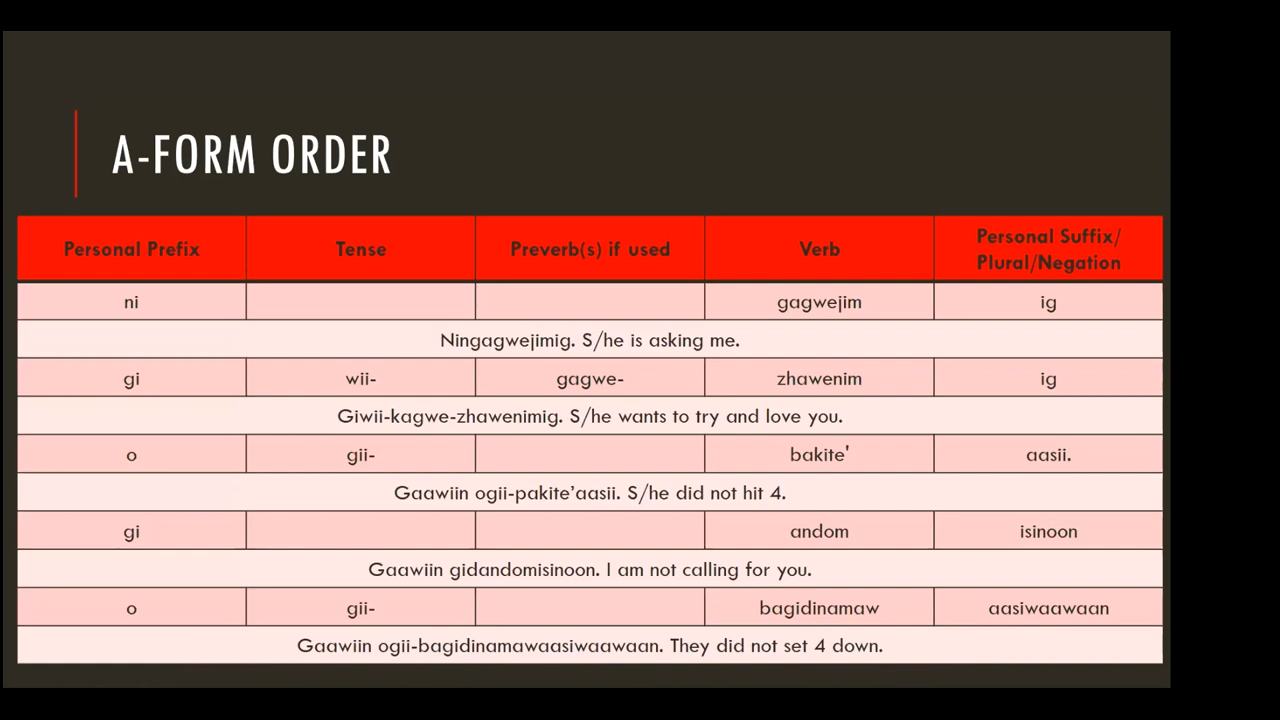 A-FORM ORDER
Personal Prefix Tense Preverb(s) if used Verb Personal Suffix/
Plural/Negation
ni gagwejim ig
Ningagwejimig. S/he is asking me.
gi wii- gagwe- zhawenim ig
Giwii-kagwe-zhawenimig. S/he wants to try and love you.
o gii- bakite' aasii.
Gaawiin ogii-pakite’aasii. S/he did not hit 4.
gi andom isinoon
Gaawiin gidandomisinoon. I am not calling for you.
o gii- bagidinamaw aasiwaawaan
Gaawiin ogii-bagidinamawaasiwaawaan. They did not set 4 down.